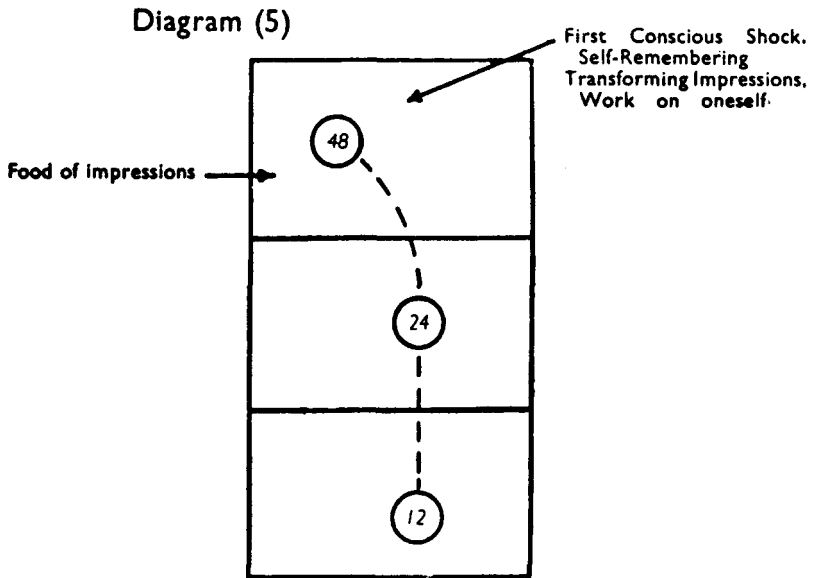 Diagram (5)
First Conscious Shock.
Self-Remembering
Transforming Impressions,
Work on oneself.
48
Food of impressions
24
12